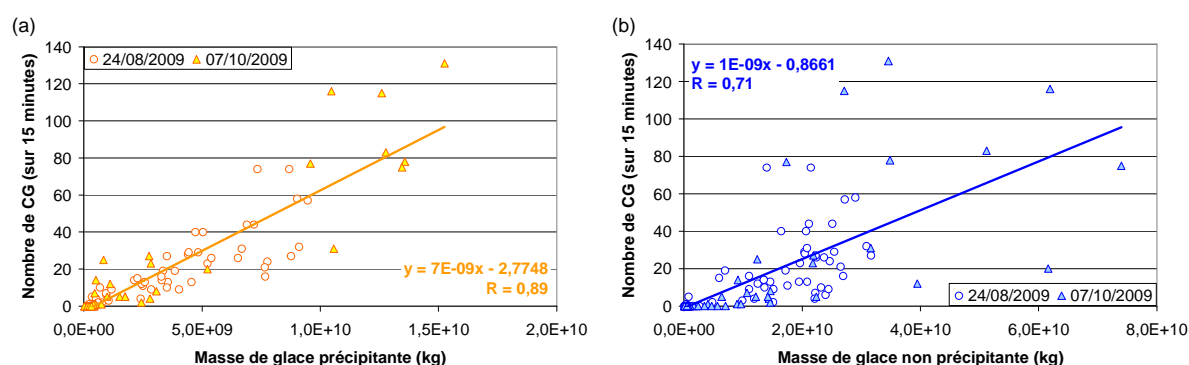 (a)
140
120
100
80
60
40
20
0
Nombre de CG (sur 15 minutes)
24/08/2009 07/10/2009
y = 7E-09x - 2,7748
R = 0,89
0,0E+00 5,0E+09 1,0E+10 1,5E+10 2,0E+10
Masse de glace précipitante (kg)
(b)
140
120
100
80
60
40
20
0
Nombre de CG (sur 15 minutes)
y = 1E-09x - 0,8661
R = 0,71
24/08/2009 07/10/2009
0,0E+00 2,0E+10 4,0E+10 6,0E+10 8,0E+10
Masse de glace non précipitante (kg)